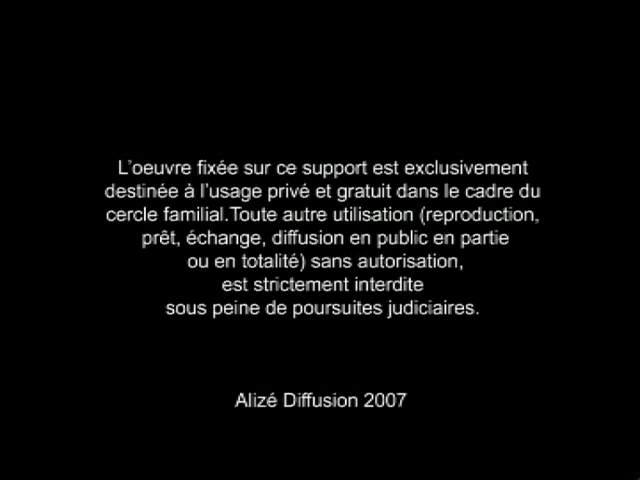 L'oeuvre fixée sur ce support est exclusivement
destinée à l'usage privé et gratuit dans le cadre du
cercle familial.Toute autre utilisation (reproduction,
prêt, échange, diffusion en public en partie
ou en totalité) sans autorisation,
est strictement interdite
sous peine de poursuites judiciaires.
Alizé Diffusion 2007